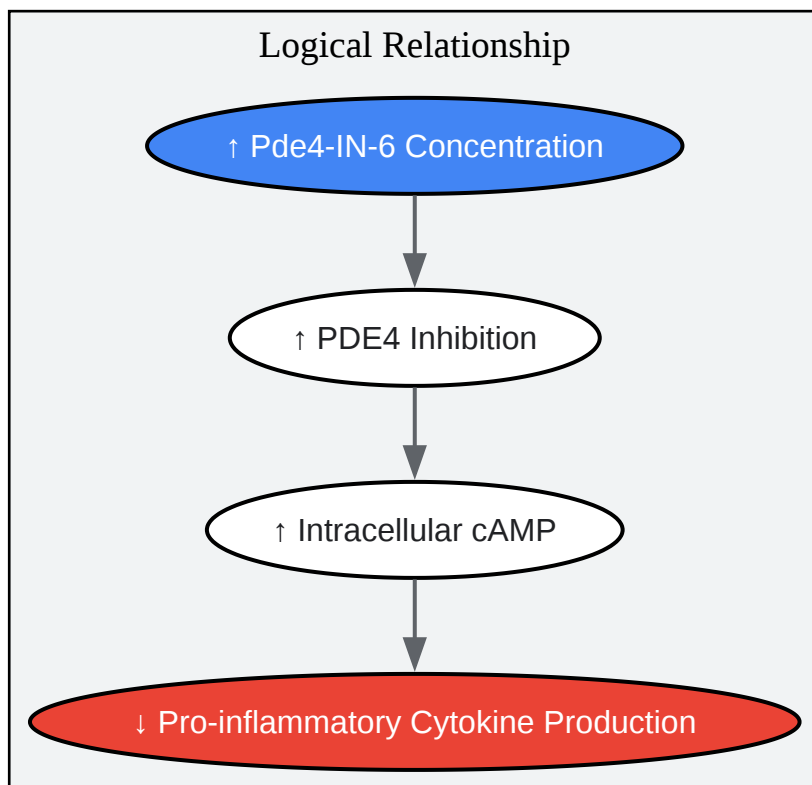 Logical Relationship
↑ Pde4-IN-6 Concentration
↑ PDE4 Inhibition
↑ Intracellular cAMP
↓ Pro-inflammatory Cytokine Production